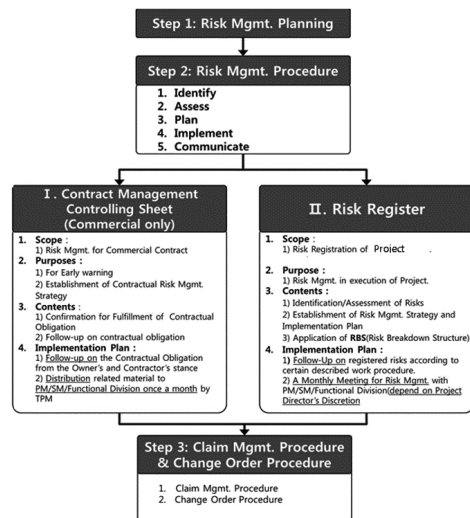 Step 1: Risk Mgmt. Planning
Step 2: Risk Mgmt. Procedure
1. Identify
2. Assess
3. Plan
4. Implement
5. Communicate
Ⅰ. Contract Management
Controlling Sheet
(Commercial only)
1. Scope :
1) Risk Mgmt. for Commercial Contract
2. Purposes :
1) For Early warning
2) Establishment of Contractual Risk Mgmt.
Strategy
3. Contents :
1) Confirmation for Fulfillment of Contractual
Obligation
2) Follow-up on contractual obligation
4. Implementation Plan :
1) Follow-up on the Contractual Obligation
from the Owner's and Contractor's stance
2) Distribution related material to
PM/SM/Functional Division once a month by
TPM
Ⅱ. Risk Register
1. Scope :
1) Risk Registration of Project .
2. Purpose :
1) Risk Mgmt. in execution of Project.
3. Contents :
1) Identification/Assessment of Risks
2) Establishment of Risk Mgmt. Strategy and
Implementation Plan
3) Application of RBS(Risk Breakdown Structure)
4. Implementation Plan :
1) Follow-Up on registered risks according to
certain described work procedure.
2) A Monthly Meeting for Risk Mgmt. with
PM/SM/Functional Division(depend on Project
Director's Discretion
Step 3: Claim Mgmt. Procedure
& Change Order Procedure
1. Claim Mgmt. Procedure
2. Change Order Procedure